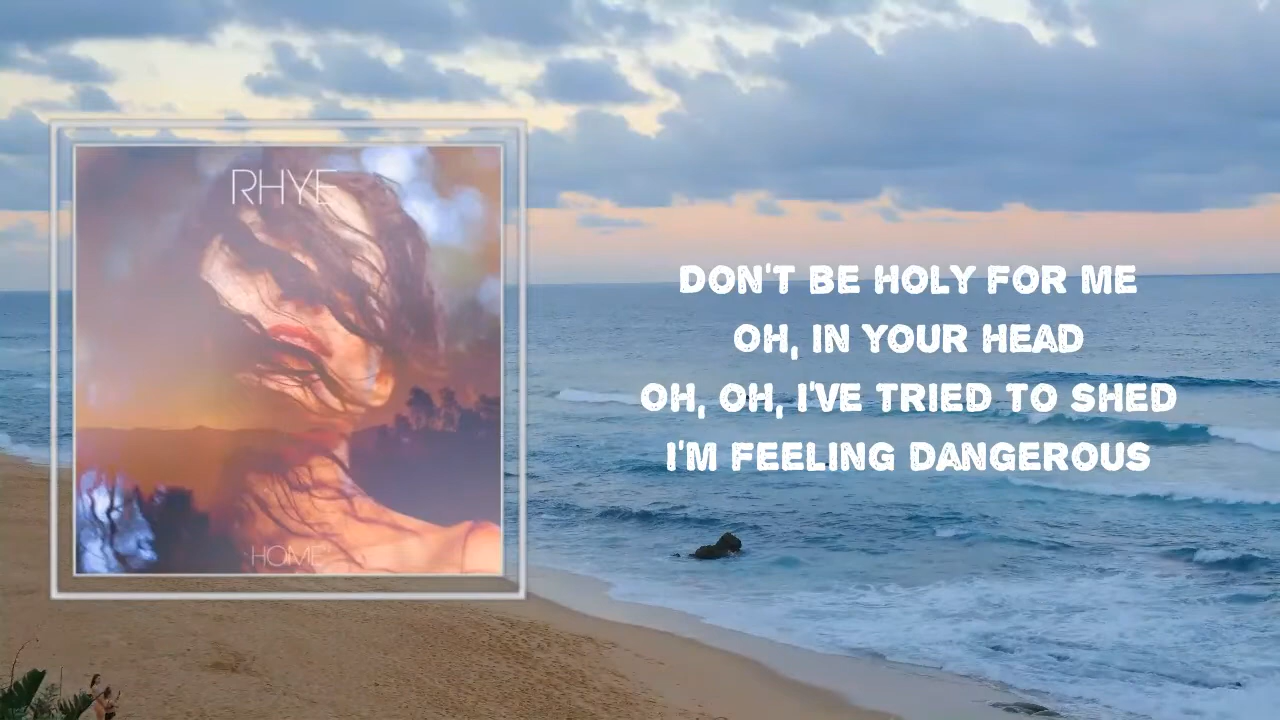 RHYE
HOME
DON'T BE HOLY FOR ME
OH, IN YOUR HEAD
OH, OH, I'VE TRIED TO SHED
I'M FEELING DANGEROUS